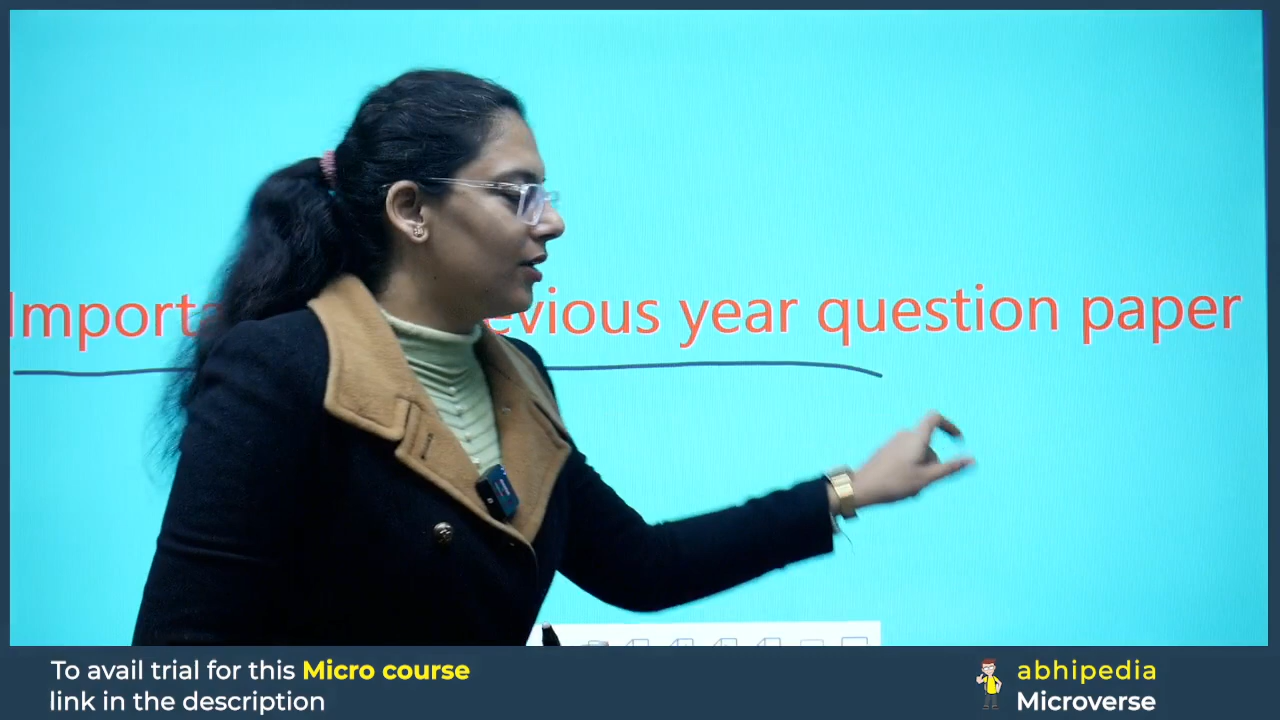 Importa evious year question paper
To avail trial for this Micro course
link in the description
abhipedia
Microverse